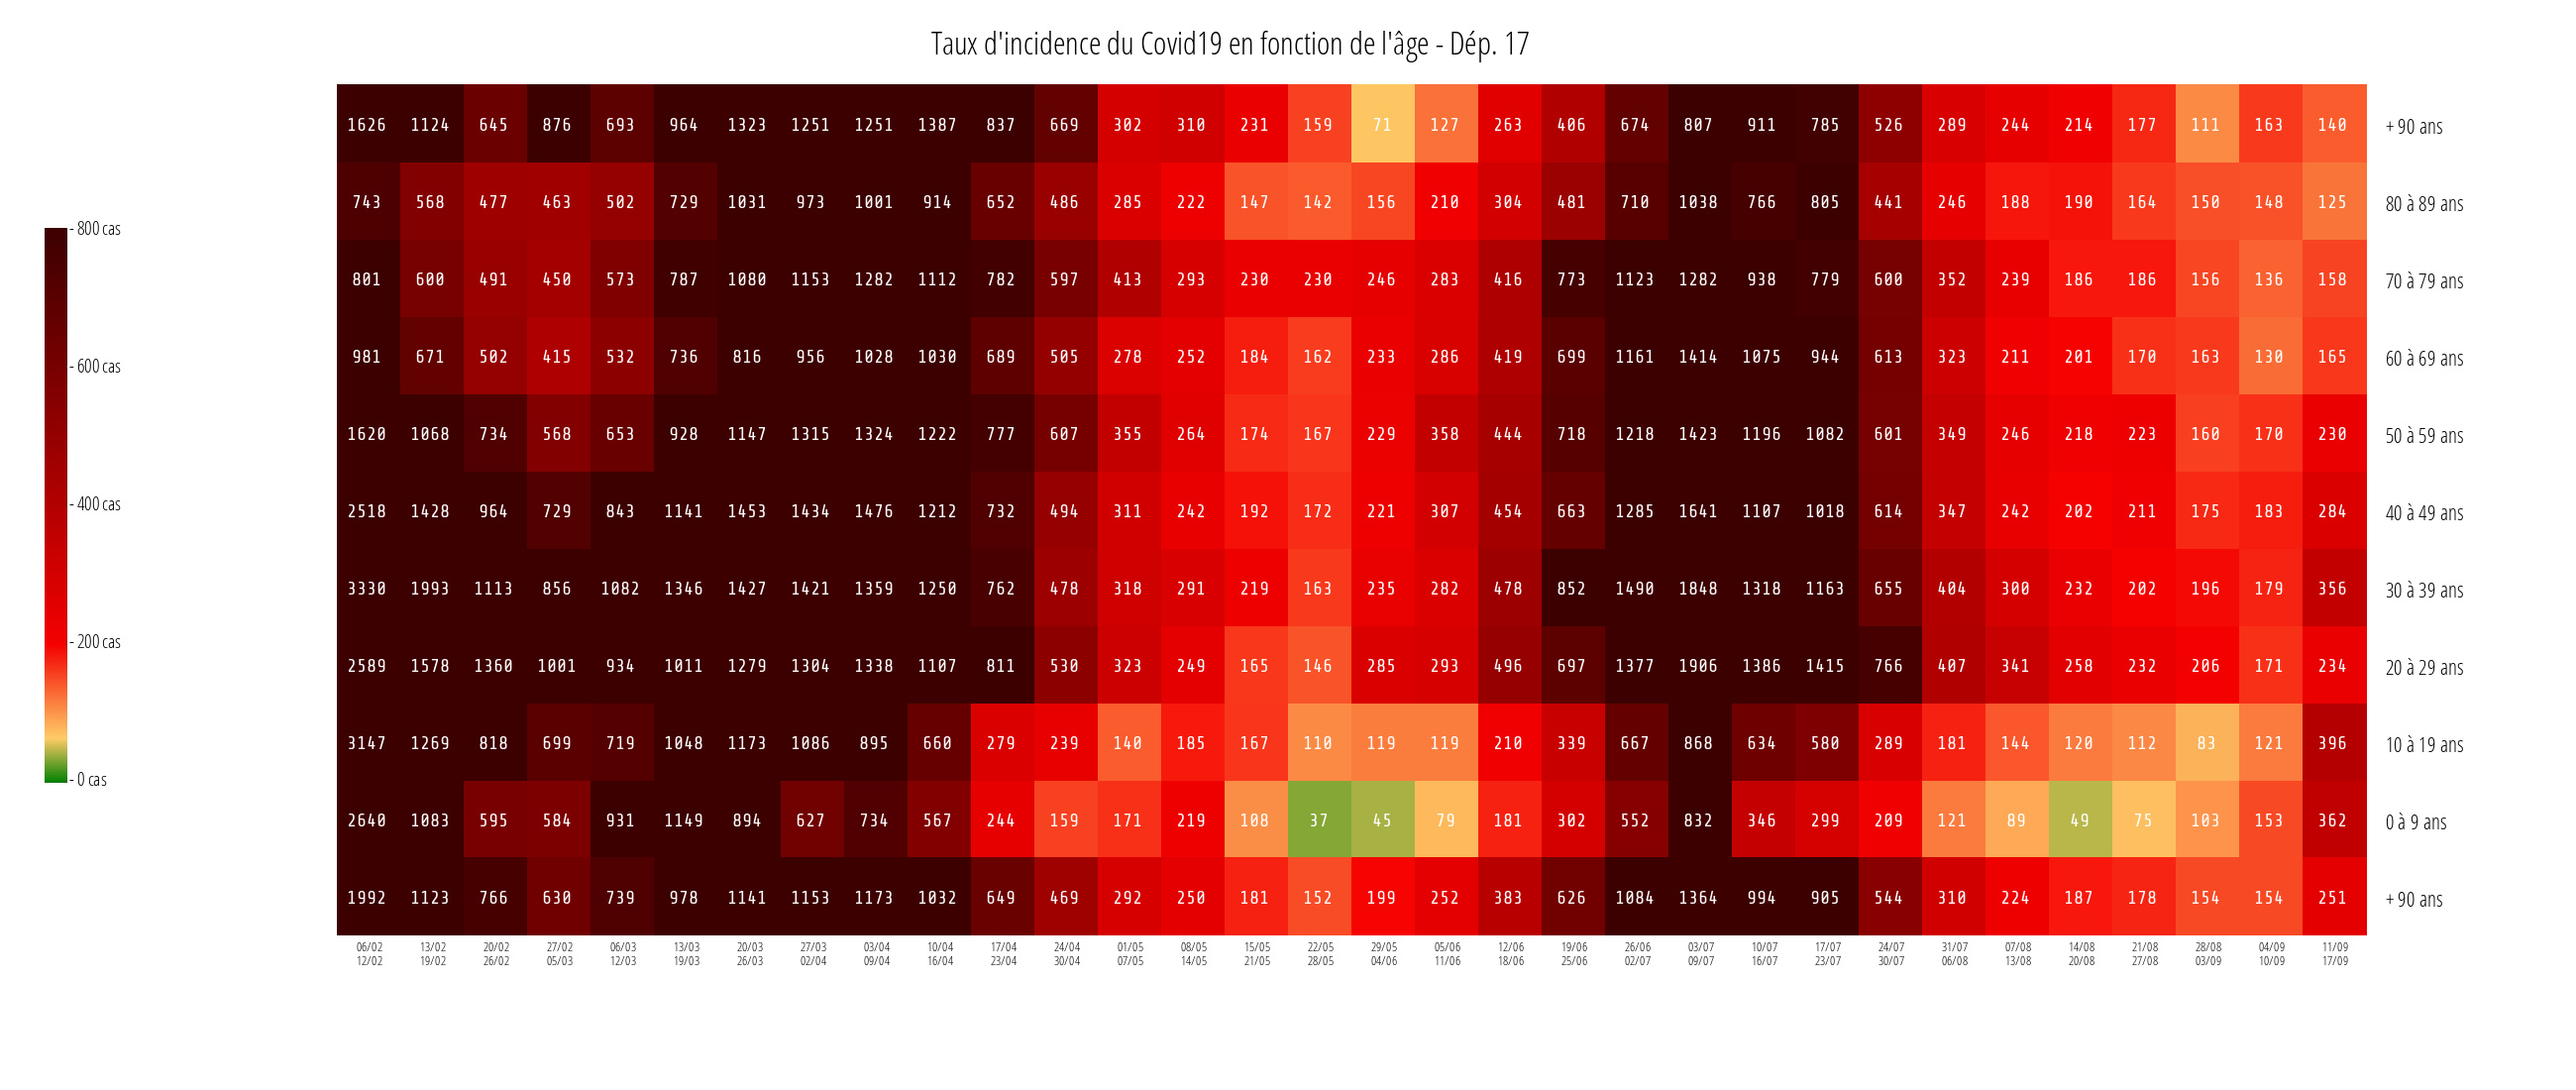 Taux d'incidence du Covid19 en fonction de l'âge - Dép. 17
1626 1124 645 876 693 964 1323 1251 1251 1387 837 669 302 310 231 159 71 127 263 406 674 807 911 785 526 289 244 214 177 111 163 140 + 90 ans
743 568 477 463 502 729 1031 973 1001 914 652 486 285 222 147 142 156 210 304 481 710 1038 766 805 441 246 188 190 164 150 148 125 80 à 89 ans
- 800 cas
801 600 491 450 573 787 1080 1153 1282 1112 782 597 413 293 230 230 246 283 416 773 1123 1282 938 779 600 352 239 186 186 156 136 158 70 à 79 ans
981 671 502 415 532 736 816 956 1028 1030 689 505 278 252 184 162 233 286 419 699 1161 1414 1075 944 613 323 211 201 170 163 130 165 60 à 69 ans
- 600 cas
1620 1068 734 568 653 928 1147 1315 1324 1222 777 607 355 264 174 167 229 358 444 718 1218 1423 1196 1082 601 349 246 218 223 160 170 230 50 à 59 ans
- 400 cas
2518 1428 964 729 843 1141 1453 1434 1476 1212 732 494 311 242 192 172 221 307 454 663 1285 1641 1107 1018 614 347 242 202 211 175 183 284 40 à 49 ans
3330 1993 1113 856 1082 1346 1427 1421 1359 1250 762 478 318 291 219 163 235 282 478 852 1490 1848 1318 1163 655 404 300 232 202 196 179 356 30 à 39 ans
- 200 cas
2589 1578 1360 1001 934 1011 1279 1304 1338 1107 811 530 323 249 165 146 285 293 496 697 1377 1906 1386 1415 766 407 341 258 232 206 171 234 20 à 29 ans
3147 1269 818 699 719 1048 1173 1086 895 660 279 239 140 185 167 110 119 119 210 339 667 868 634 580 289 181 144 120 112 83 121 396 10 à 19 ans
- 0 cas
2640 1083 595 584 931 1149 894 627 734 567 244 159 171 219 108 37 45 79 181 302 552 832 346 299 209 121 89 49 75 103 153 362 0 à 9 ans
1992 1123 766 630 739 978 1141 1153 1173 1032 649 469 292 250 181 152 199 252 383 626 1084 1364 994 905 544 310 224 187 178 154 154 251 + 90 ans
06/02 13/02 20/02 27/02 06/03 13/03 20/03 27/03 03/04 10/04 17/04 24/04 01/05 08/05 15/05 22/05 29/05 05/06 12/06 19/06 26/06 03/07 10/07 17/07 24/07 31/07 07/08 14/08 21/08 28/08 04/09 11/09
12/02 19/02 26/02 05/03 12/03 19/03 26/03 02/04 09/04 16/04 23/04 30/04 07/05 14/05 21/05 28/05 04/06 11/06 18/06 25/06 02/07 09/07 16/07 23/07 30/07 06/08 13/08 20/08 27/08 03/09 10/09 17/09